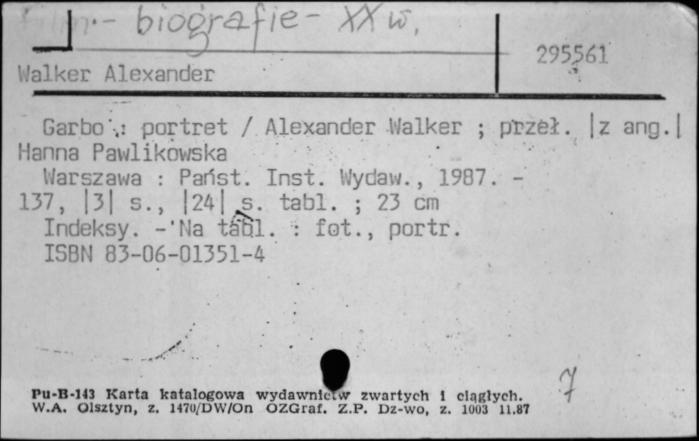 Film - biografie - XX w.
295561
Walker Alexander
Garbo : portret / Alexander Walker ; przeł. |z ang.|
Hanna Pawlikowska
Warszawa : Państ. Inst. Wydaw., 1987. -
137, |3| s., |24| s. tabl. ; 23 cm
Indeksy. - Na tabl. : fot., portr.
ISBN 83-06-01351-4
7
Pu-B-143 Karta katalogowa wydawnictw zwartych i ciągłych.
W.A. Olsztyn, z. 1470/DW/On OZGraf. Z.P. Dz-wo, z. 1003 11.87